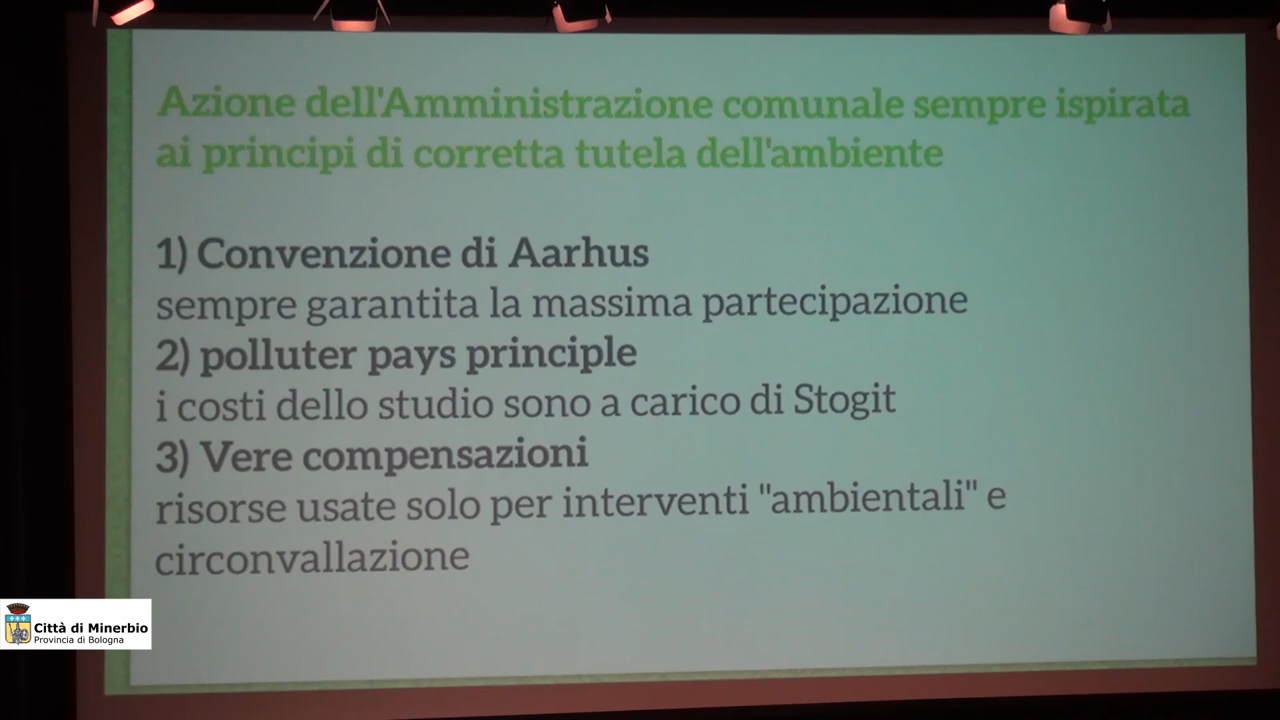 Azione dell'Amministrazione comunale sempre ispirata
ai principi di corretta tutela dell'ambiente
1) Convenzione di Aarhus
sempre garantita la massima partecipazione
2) polluter pays principle
i costi dello studio sono a carico di Stogit
3) Vere compensazioni
risorse usate solo per interventi "ambientali" e
circonvallazione
Città di Minerbio
Provincia di Bologna